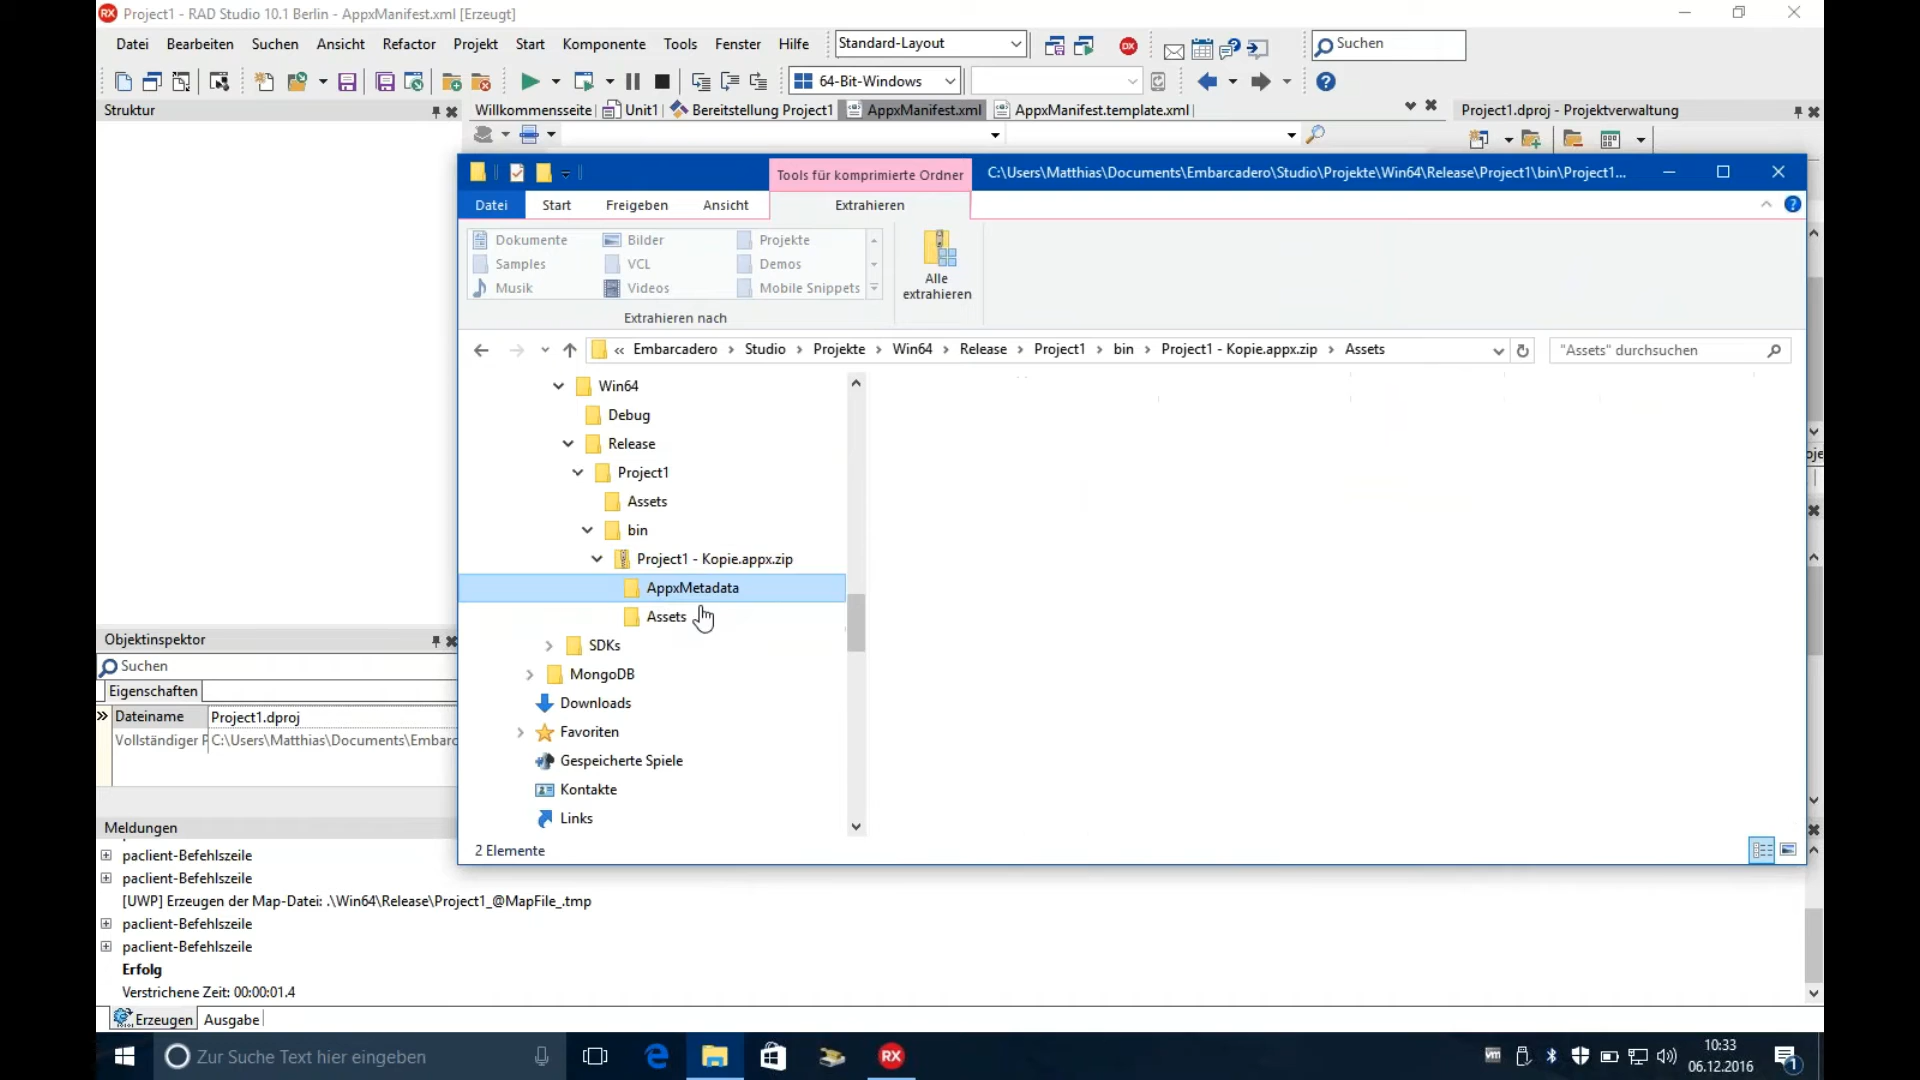 Project1 - RAD Studio 10.1 Berlin - AppxManifest.xml [Erzeugt]
Datei Bearbeiten Suchen Ansicht Refactor Projekt Start Komponente Tools Fenster Hilfe Standard-Layout Suchen
64-Bit-Windows
Struktur
Willkommensseite Unit1 Bereitstellung Project1 AppxManifest.xml AppxManifest.template.xml
Project1.dproj - Projektverwaltung
Tools für komprimierte Ordner C:\Users\Matthias\Documents\Embarcadero\Studio\Projekte\Win64\Release\Project1\bin\Project1...
Datei Start Freigeben Ansicht Extrahieren
Dokumente Bilder Projekte
Samples VCL Demos
Musik Videos Mobile Snippets
Alle
extrahieren
Extrahieren nach
« Embarcadero › Studio › Projekte › Win64 › Release › Project1 › bin › Project1 - Kopie.appx.zip › Assets
"Assets" durchsuchen
Win64
Debug
Release
Project1
Assets
bin
Project1 - Kopie.appx.zip
AppxMetadata
Assets
SDKs
MongoDB
Downloads
Favoriten
Gespeicherte Spiele
Kontakte
Links
2 Elemente
oje
Objektinspektor
Suchen
Eigenschaften
Dateiname Project1.dproj
Vollständiger P C:\Users\Matthias\Documents\Embarc
Meldungen
paclient-Befehlszeile
paclient-Befehlszeile
[UWP] Erzeugen der Map-Datei: .\Win64\Release\Project1_@MapFile_.tmp
paclient-Befehlszeile
paclient-Befehlszeile
Erfolg
Verstrichene Zeit: 00:00:01.4
Erzeugen Ausgabe
Zur Suche Text hier eingeben
RX
vm
10:33
06.12.2016
1